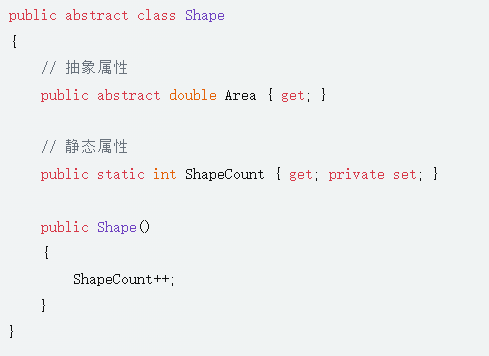 public abstract class Shape
{
    // 抽象属性
    public abstract double Area { get; }

    // 静态属性
    public static int ShapeCount { get; private set; }

    public Shape()
    {
        ShapeCount++;
    }
}